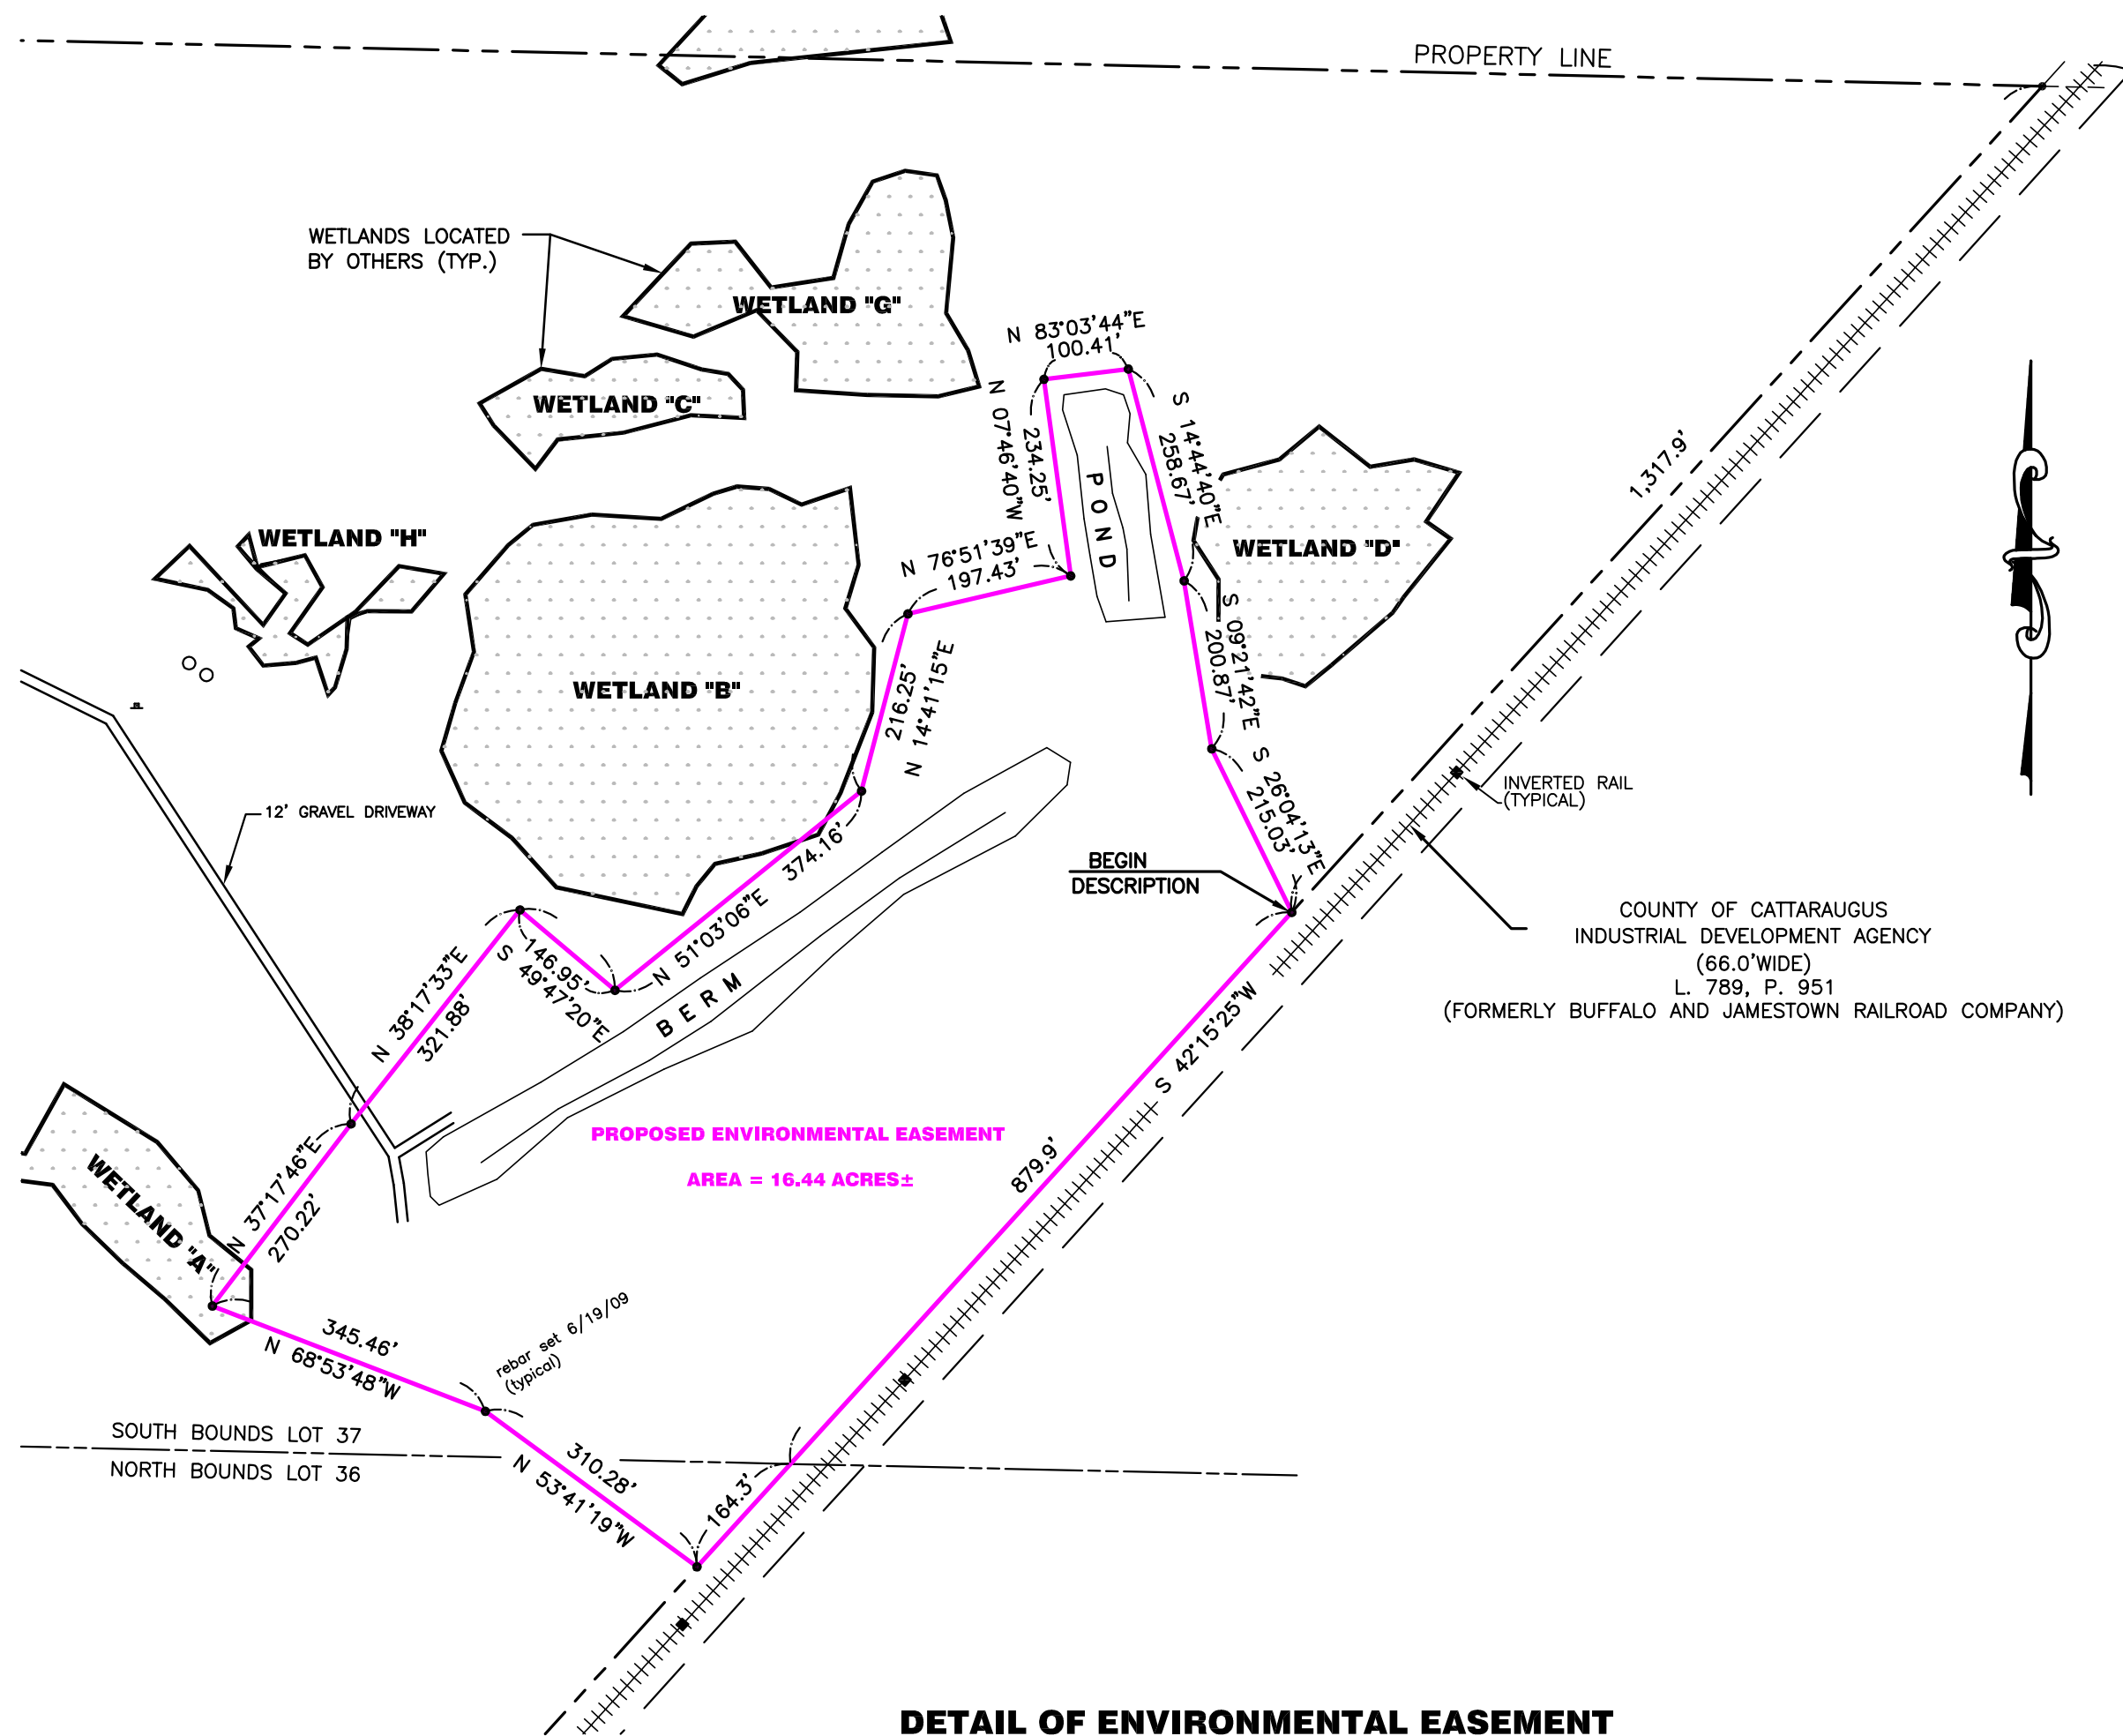 PROPERTY LINE
WETLANDS LOCATED
BY OTHERS (TYP.)
WETLAND "G"
N 83°03'44"E
100.41'
WETLAND "C"
N 07°46'40"W
234.25'
S 14°44'40"E
258.67'
POND
1,317.9'
WETLAND "H"
WETLAND "D"
N 76°51'39"E
197.43'
WETLAND "B"
216.25'
N 14°41'15"E
S 09°21'42"E
200.87'
S 26°04'13"E
215.03'
INVERTED RAIL
(TYPICAL)
12' GRAVEL DRIVEWAY
374.16'
N 51°03'06"E
BEGIN
DESCRIPTION
COUNTY OF CATTARAUGUS
INDUSTRIAL DEVELOPMENT AGENCY
(66.0'WIDE)
L. 789, P. 951
(FORMERLY BUFFALO AND JAMESTOWN RAILROAD COMPANY)
146.95'
S 49°47'20"E
N 38°17'33"E
321.88'
BERM
S 42°15'25"W
PROPOSED ENVIRONMENTAL EASEMENT
AREA = 16.44 ACRES±
879.9'
WETLAND "A"
N 37°17'46"E
270.22'
345.46'
N 68°53'48"W
rebar set 6/19/09
(typical)
SOUTH BOUNDS LOT 37
NORTH BOUNDS LOT 36
310.28'
N 53°41'19"W
164.3'
DETAIL OF ENVIRONMENTAL EASEMENT